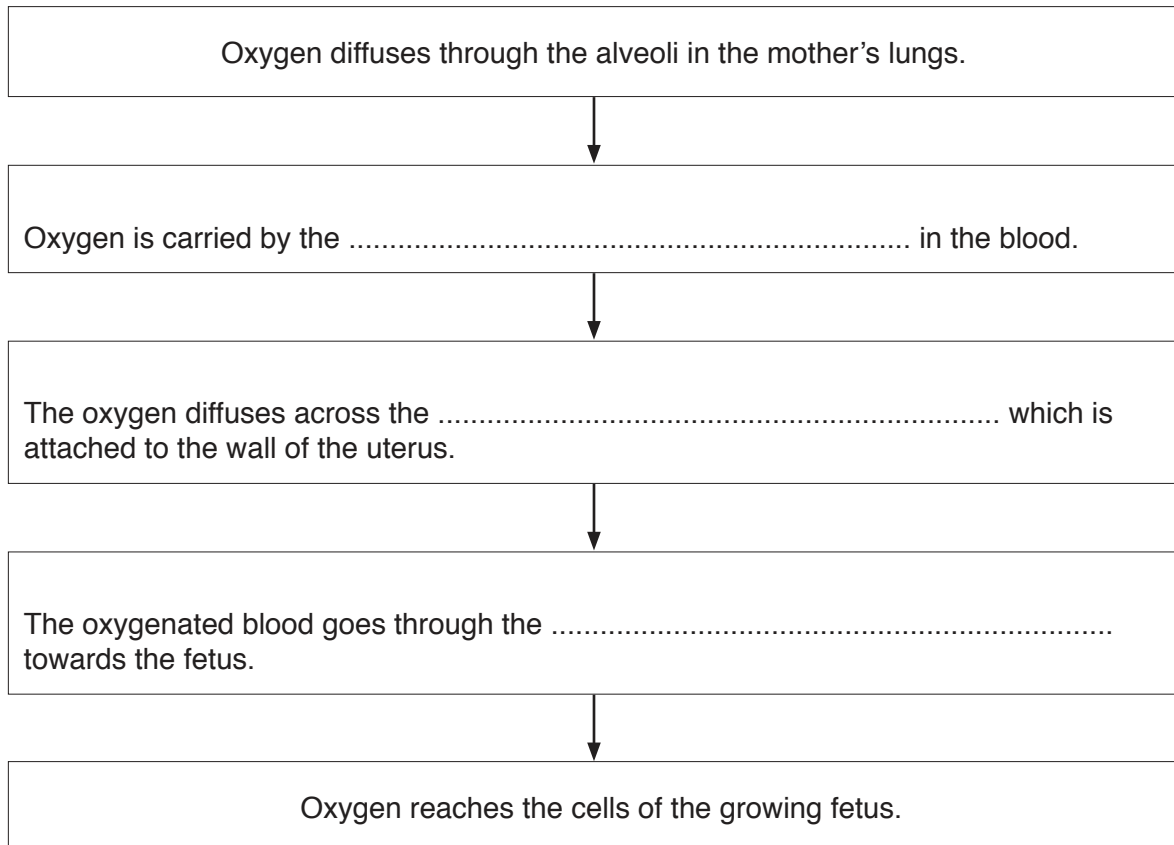 Oxygen diffuses through the alveoli in the mother’s lungs.
Oxygen is carried by the ...................................................................... in the blood.
The oxygen diffuses across the ...................................................................... which is
attached to the wall of the uterus.
The oxygenated blood goes through the ......................................................................
towards the fetus.
Oxygen reaches the cells of the growing fetus.